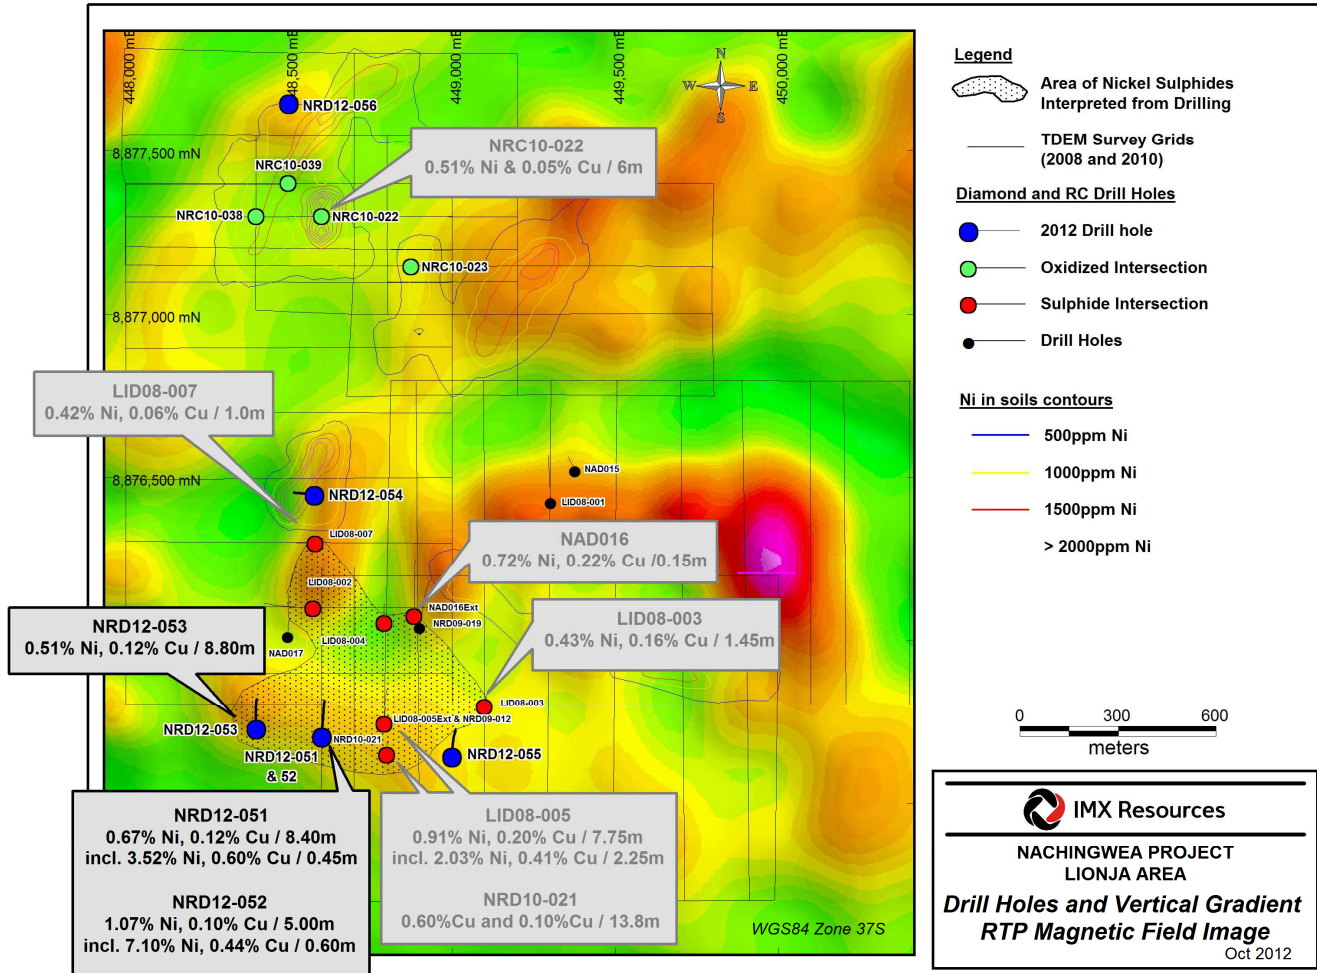 448,000 mE
448,500 mE
449,000 mE
449,500 mE
450,000 mE
N
W E
S
NRD12-056
8,877,500 mN
NRC10-039
NRC10-022
0.51% Ni & 0.05% Cu / 6m
NRC10-038
NRC10-022
NRC10-023
8,877,000 mN
LID08-007
0.42% Ni, 0.06% Cu / 1.0m
8,876,500 mN
NRD12-054
NAD015
LID08-001
LID08-007
NAD016
0.72% Ni, 0.22% Cu /0.15m
LID08-002
NAD016Ext
NRD09-019
LID08-004
NAD017
LID08-003
0.43% Ni, 0.16% Cu / 1.45m
NRD12-053
0.51% Ni, 0.12% Cu / 8.80m
LID08-003
LID08-005Ext & NRD09-012
NRD12-053
NRD10-021
NRD12-051
& 52
NRD12-055
NRD12-051
0.67% Ni, 0.12% Cu / 8.40m
incl. 3.52% Ni, 0.60% Cu / 0.45m
NRD12-052
1.07% Ni, 0.10% Cu / 5.00m
incl. 7.10% Ni, 0.44% Cu / 0.60m
LID08-005
0.91% Ni, 0.20% Cu / 7.75m
incl. 2.03% Ni, 0.41% Cu / 2.25m
NRD10-021
0.60%Cu and 0.10%Cu / 13.8m
WGS84 Zone 37S
Legend
Area of Nickel Sulphides
Interpreted from Drilling
TDEM Survey Grids
(2008 and 2010)
Diamond and RC Drill Holes
2012 Drill hole
Oxidized Intersection
Sulphide Intersection
Drill Holes
Ni in soils contours
500ppm Ni
1000ppm Ni
1500ppm Ni
> 2000ppm Ni
0 300 600
meters
IMX Resources
NACHINGWEA PROJECT
LIONJA AREA
Drill Holes and Vertical Gradient
RTP Magnetic Field Image
Oct 2012